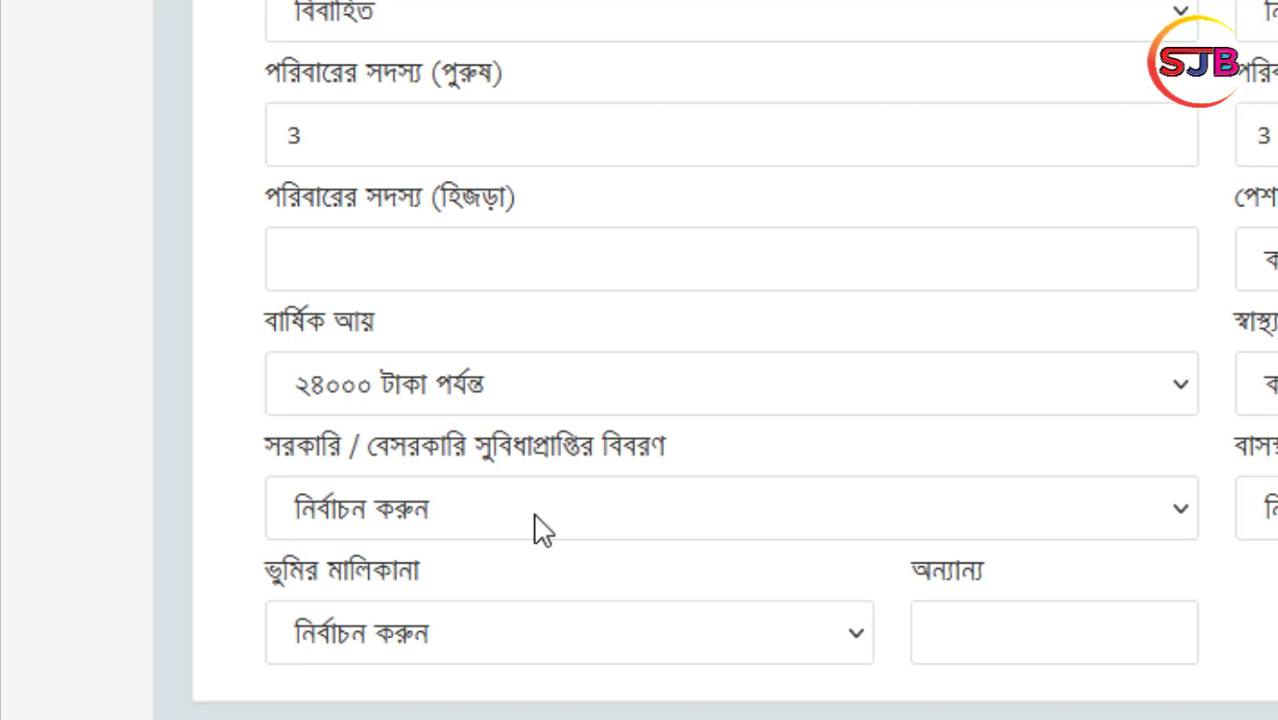 বিবাহিত
পরিবারের সদস্য (পুরুষ)
3
3
পরিবারের সদস্য (হিজড়া)
বার্ষিক আয়
২৪০০০ টাকা পর্যন্ত
সরকারি / বেসরকারি সুবিধাপ্রাপ্তির বিবরণ
নির্বাচন করুন
ভুমির মালিকানা
অন্যান্য
নির্বাচন করুন
SJB